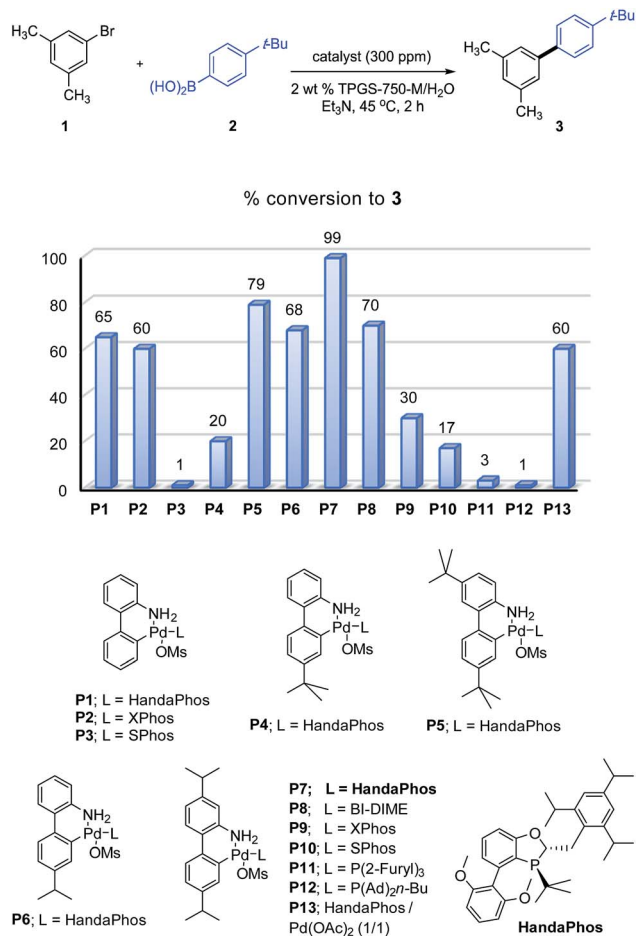 H₃C
Br
CH₃
1
+
(HO)₂B
t-Bu
2
catalyst (300 ppm)
2 wt % TPGS-750-M/H₂O
Et₃N, 45 °C, 2 h
H₃C
CH₃
t-Bu
3
% conversion to 3
100
80
60
40
20
0
65
60
1
20
79
68
99
70
30
17
3
1
60
P1 P2 P3 P4 P5 P6 P7 P8 P9 P10 P11 P12 P13
NH₂
Pd-L
OMs
P1; L = HandaPhos
P2; L = XPhos
P3; L = SPhos
NH₂
Pd-L
OMs
P4; L = HandaPhos
NH₂
Pd-L
OMs
P5; L = HandaPhos
NH₂
Pd-L
OMs
P6; L = HandaPhos
NH₂
Pd-L
OMs
P7; L = HandaPhos
P8; L = BI-DIME
P9; L = XPhos
P10; L = SPhos
P11; L = P(2-Furyl)₃
P12; L = P(Ad)₂n-Bu
P13; HandaPhos /
Pd(OAc)₂ (1/1)
O
P
O
O
HandaPhos